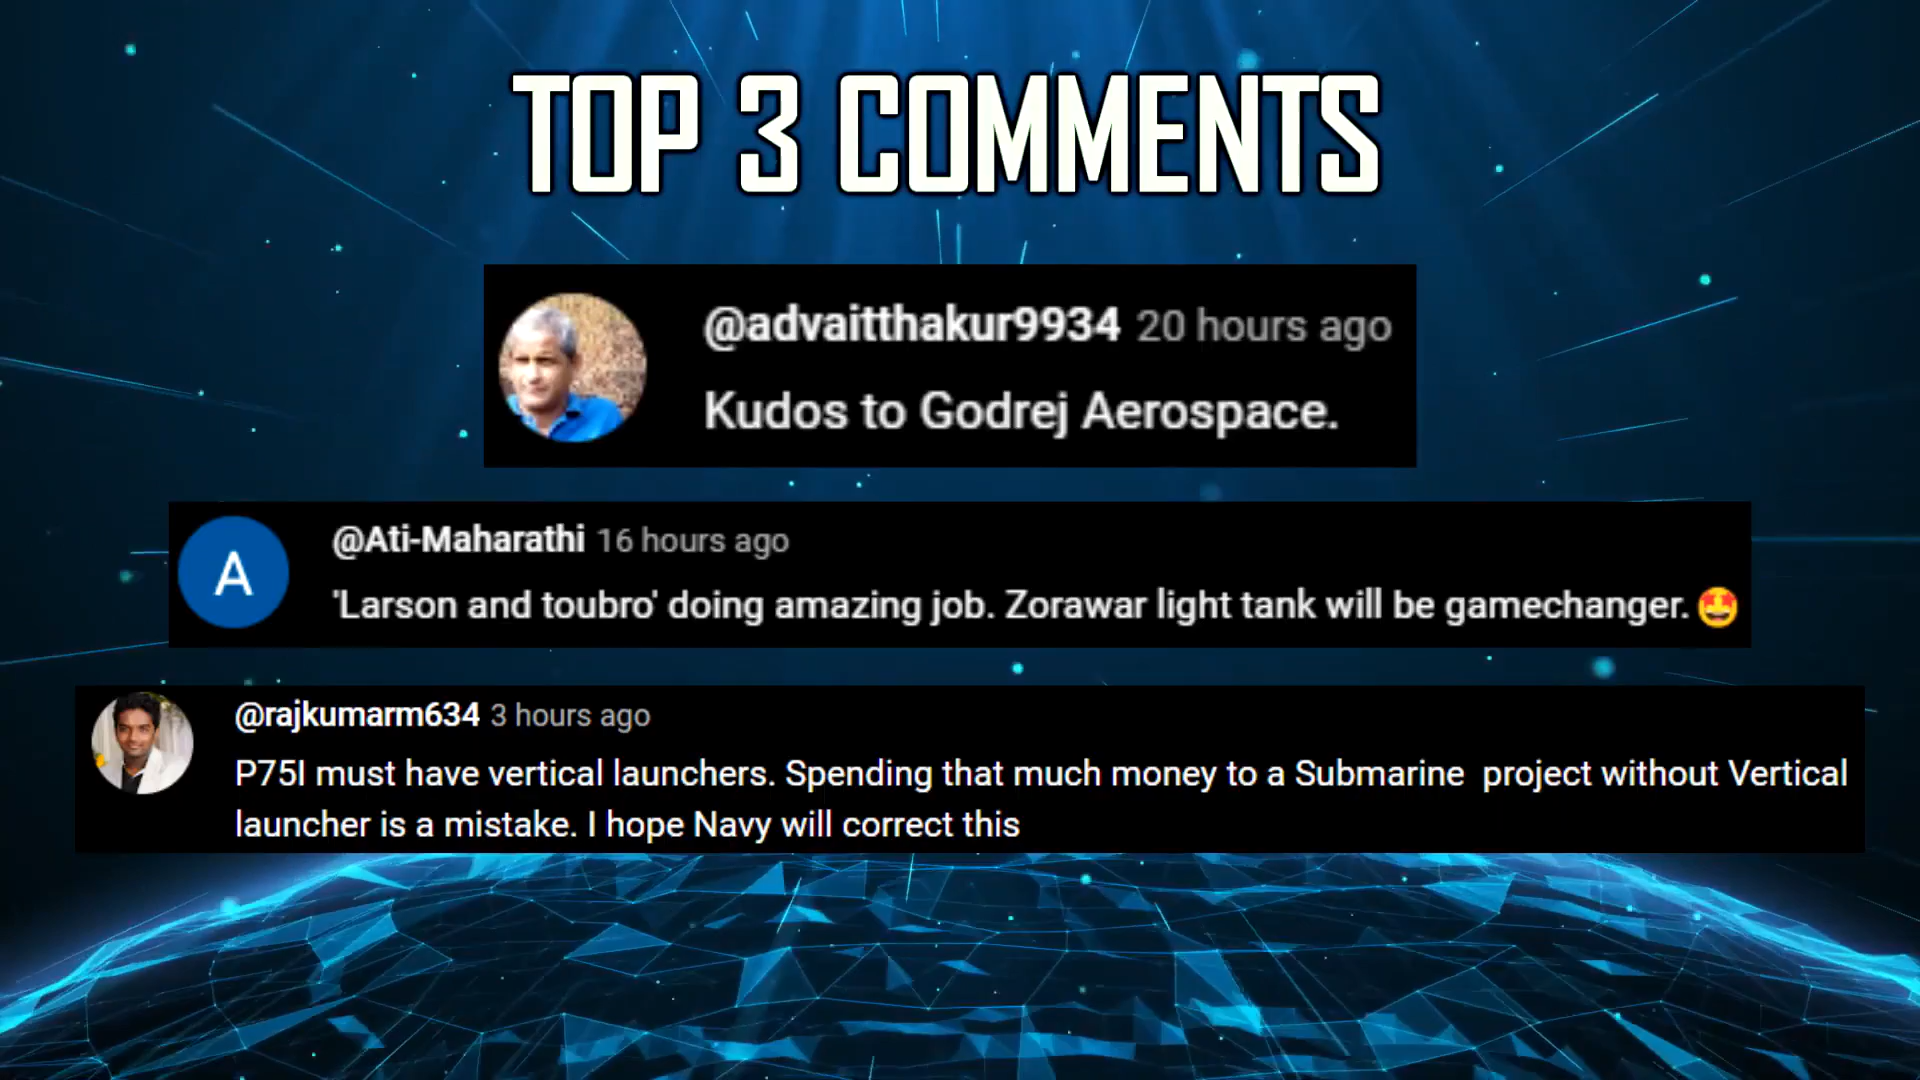 TOP 3 COMMENTS
@advaitthakur9934 20 hours ago
Kudos to Godrej Aerospace.
A
@Ati-Maharathi 16 hours ago
'Larson and toubro' doing amazing job. Zorawar light tank will be gamechanger.🤩
@rajkumarm634 3 hours ago
P75I must have vertical launchers. Spending that much money to a Submarine  project without Vertical
launcher is a mistake. I hope Navy will correct this